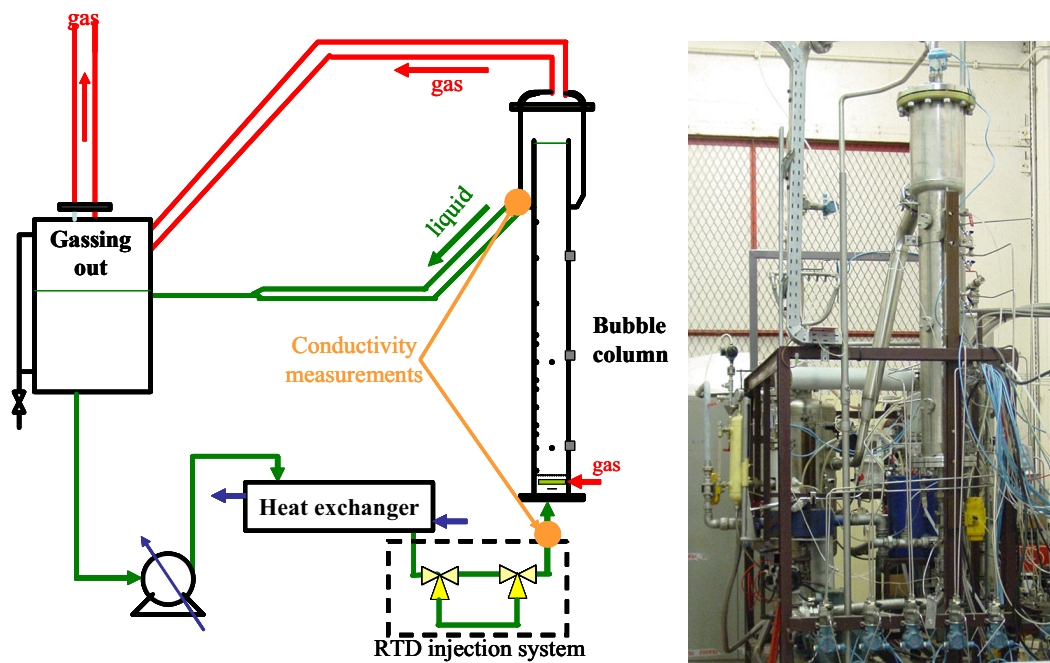 gas
gas
Gassing
out
liquid
Conductivity
measurements
Bubble
column
gas
Heat exchanger
RTD injection system